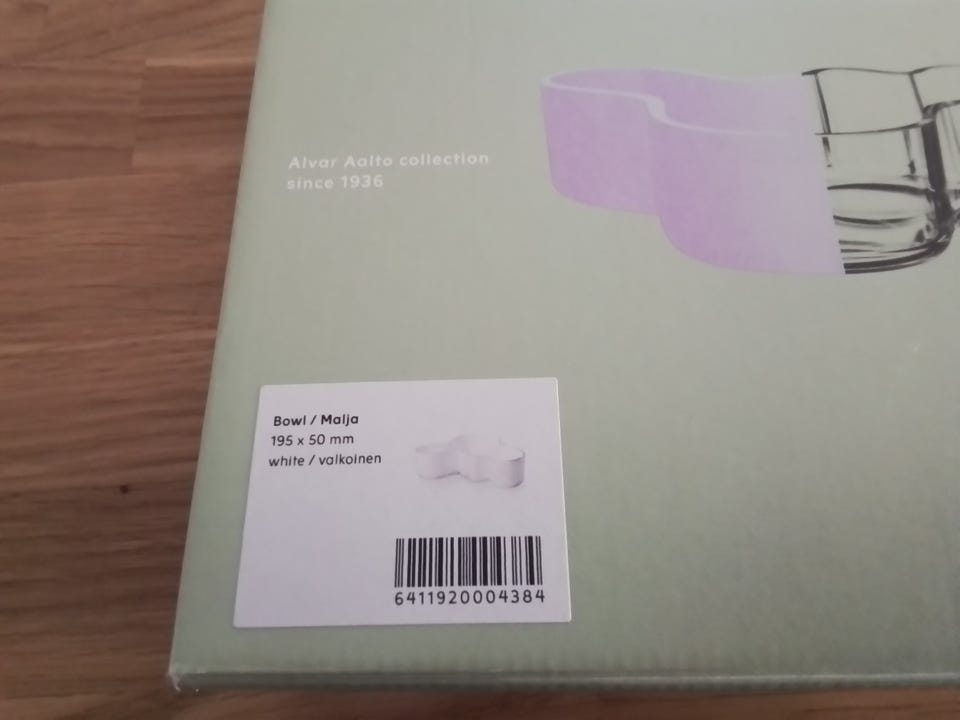 Alvar Aalto collection
since 1936
Bowl / Malja
195 x 50 mm
white / valkoinen
6411920004384